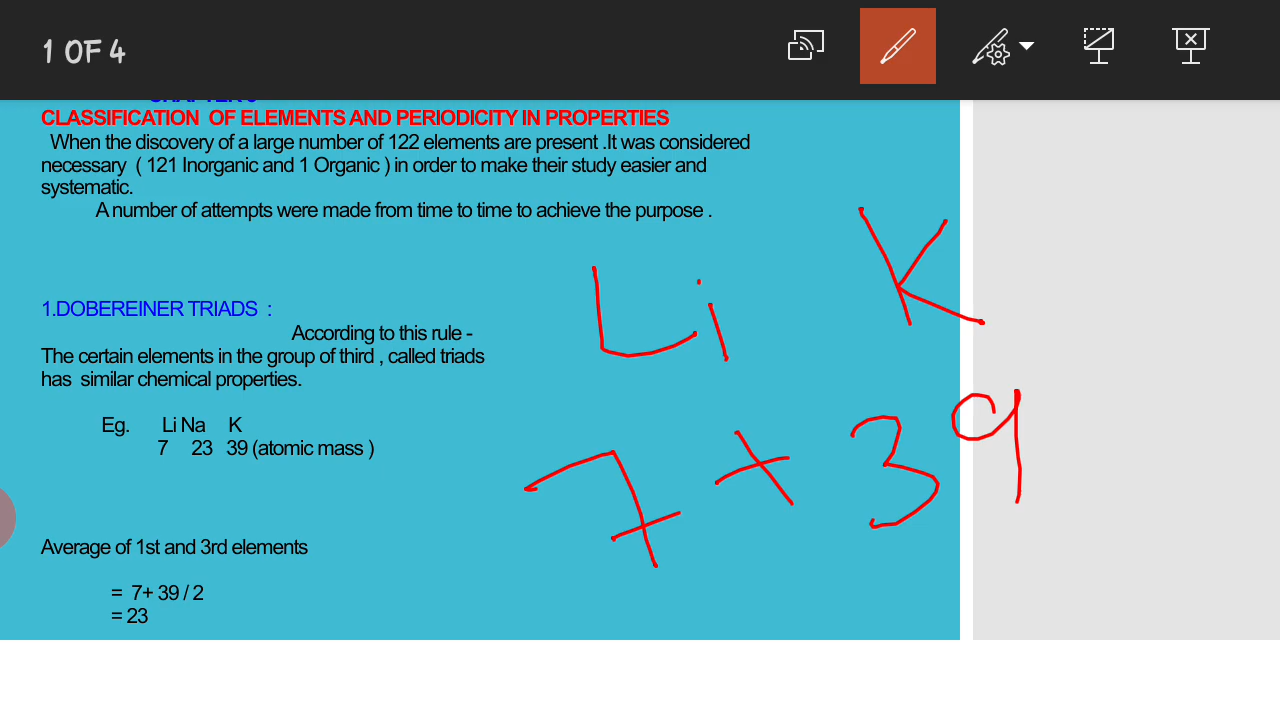 1 OF 4
CLASSIFICATION OF ELEMENTS AND PERIODICITY IN PROPERTIES
When the discovery of a large number of 122 elements are present .It was considered
necessary ( 121 Inorganic and 1 Organic ) in order to make their study easier and
systematic.
A number of attempts were made from time to time to achieve the purpose .
Li K
1.DOBEREINER TRIADS :
According to this rule -
The certain elements in the group of third , called triads
has similar chemical properties.
Eg. Li Na K
7 23 39 (atomic mass )
7 + 39
Average of 1st and 3rd elements
= 7+ 39 / 2
= 23